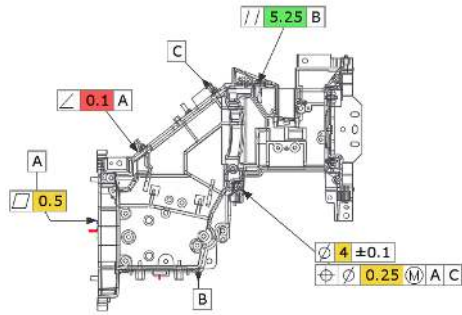 // 5.25 B
C
∠ 0.1 A
A
⏥ 0.5
B
∅ 4 ±0.1
⌖ ∅ 0.25 Ⓜ A C